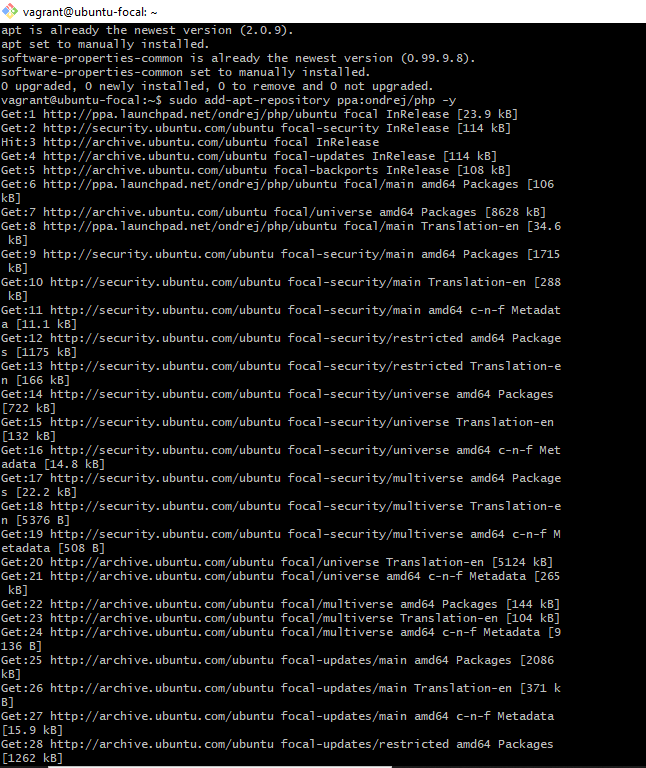 vagrant@ubuntu-focal: ~
apt is already the newest version (2.0.9).
apt set to manually installed.
software-properties-common is already the newest version (0.99.9.8).
software-properties-common set to manually installed.
0 upgraded, 0 newly installed, 0 to remove and 0 not upgraded.
vagrant@ubuntu-focal:~$ sudo add-apt-repository ppa:ondrej/php -y
Get:1 http://ppa.launchpad.net/ondrej/php/ubuntu focal InRelease [23.9 kB]
Get:2 http://security.ubuntu.com/ubuntu focal-security InRelease [114 kB]
Hit:3 http://archive.ubuntu.com/ubuntu focal InRelease
Get:4 http://archive.ubuntu.com/ubuntu focal-updates InRelease [114 kB]
Get:5 http://archive.ubuntu.com/ubuntu focal-backports InRelease [108 kB]
Get:6 http://ppa.launchpad.net/ondrej/php/ubuntu focal/main amd64 Packages [106
kB]
Get:7 http://archive.ubuntu.com/ubuntu focal/universe amd64 Packages [8628 kB]
Get:8 http://ppa.launchpad.net/ondrej/php/ubuntu focal/main Translation-en [34.6
kB]
Get:9 http://security.ubuntu.com/ubuntu focal-security/main amd64 Packages [1715
kB]
Get:10 http://security.ubuntu.com/ubuntu focal-security/main Translation-en [288
kB]
Get:11 http://security.ubuntu.com/ubuntu focal-security/main amd64 c-n-f Metadat
a [11.1 kB]
Get:12 http://security.ubuntu.com/ubuntu focal-security/restricted amd64 Package
s [1175 kB]
Get:13 http://security.ubuntu.com/ubuntu focal-security/restricted Translation-e
n [166 kB]
Get:14 http://security.ubuntu.com/ubuntu focal-security/universe amd64 Packages
[722 kB]
Get:15 http://security.ubuntu.com/ubuntu focal-security/universe Translation-en
[132 kB]
Get:16 http://security.ubuntu.com/ubuntu focal-security/universe amd64 c-n-f Met
adata [14.8 kB]
Get:17 http://security.ubuntu.com/ubuntu focal-security/multiverse amd64 Package
s [22.2 kB]
Get:18 http://security.ubuntu.com/ubuntu focal-security/multiverse Translation-e
n [5376 B]
Get:19 http://security.ubuntu.com/ubuntu focal-security/multiverse amd64 c-n-f M
etadata [508 B]
Get:20 http://archive.ubuntu.com/ubuntu focal/universe Translation-en [5124 kB]
Get:21 http://archive.ubuntu.com/ubuntu focal/universe amd64 c-n-f Metadata [265
kB]
Get:22 http://archive.ubuntu.com/ubuntu focal/multiverse amd64 Packages [144 kB]
Get:23 http://archive.ubuntu.com/ubuntu focal/multiverse Translation-en [104 kB]
Get:24 http://archive.ubuntu.com/ubuntu focal/multiverse amd64 c-n-f Metadata [9
136 B]
Get:25 http://archive.ubuntu.com/ubuntu focal-updates/main amd64 Packages [2086
kB]
Get:26 http://archive.ubuntu.com/ubuntu focal-updates/main Translation-en [371 k
B]
Get:27 http://archive.ubuntu.com/ubuntu focal-updates/main amd64 c-n-f Metadata
[15.9 kB]
Get:28 http://archive.ubuntu.com/ubuntu focal-updates/restricted amd64 Packages
[1262 kB]